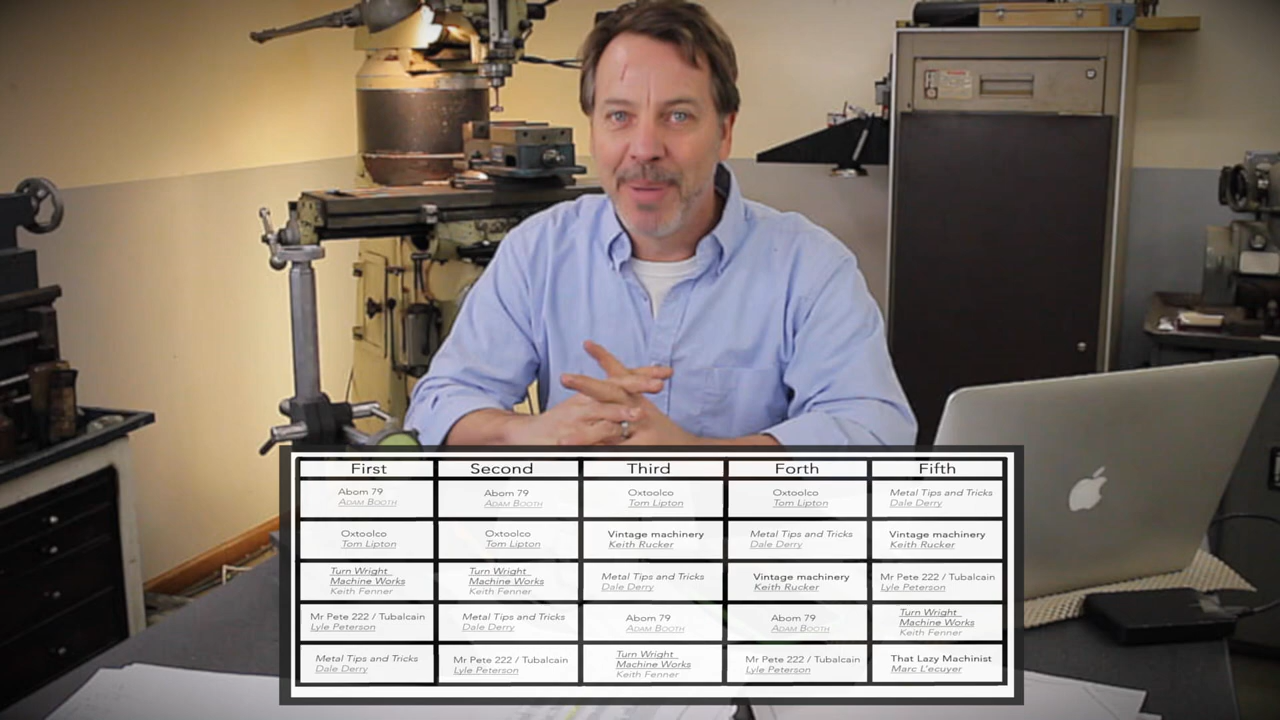 First Second Third Forth Fifth
Abom 79 Abom 79 Oxtoolco Oxtoolco Metal Tips and Tricks
Adam Booth Adam Booth Tom Lipton Tom Lipton Dale Derry
Oxtoolco Oxtoolco Vintage machinery Metal Tips and Tricks Vintage machinery
Tom Lipton Tom Lipton Keith Rucker Dale Derry Keith Rucker
Turn Wright Turn Wright Metal Tips and Tricks Vintage machinery Mr Pete 222 / Tubalcain
Machine Works Machine Works Dale Derry Keith Rucker Lyle Peterson
Keith Fenner Keith Fenner
Mr Pete 222 / Tubalcain Metal Tips and Tricks Abom 79 Abom 79 Turn Wright
Lyle Peterson Dale Derry Adam Booth Adam Booth Machine Works
Keith Fenner
Metal Tips and Tricks Mr Pete 222 / Tubalcain Turn Wright Mr Pete 222 / Tubalcain That Lazy Machinist
Dale Derry Lyle Peterson Machine Works Lyle Peterson Marc L'ecuyer
Keith Fenner